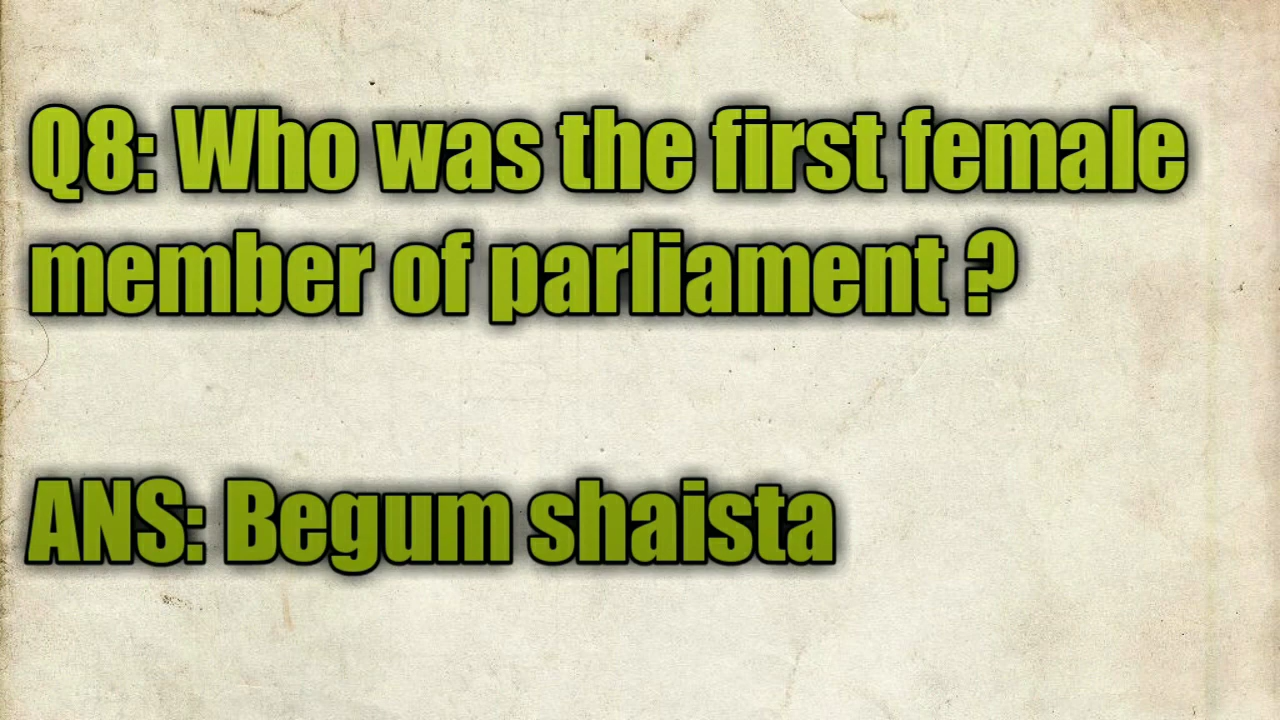 Q8: Who was the first female
member of parliament ?
ANS: Begum shaista